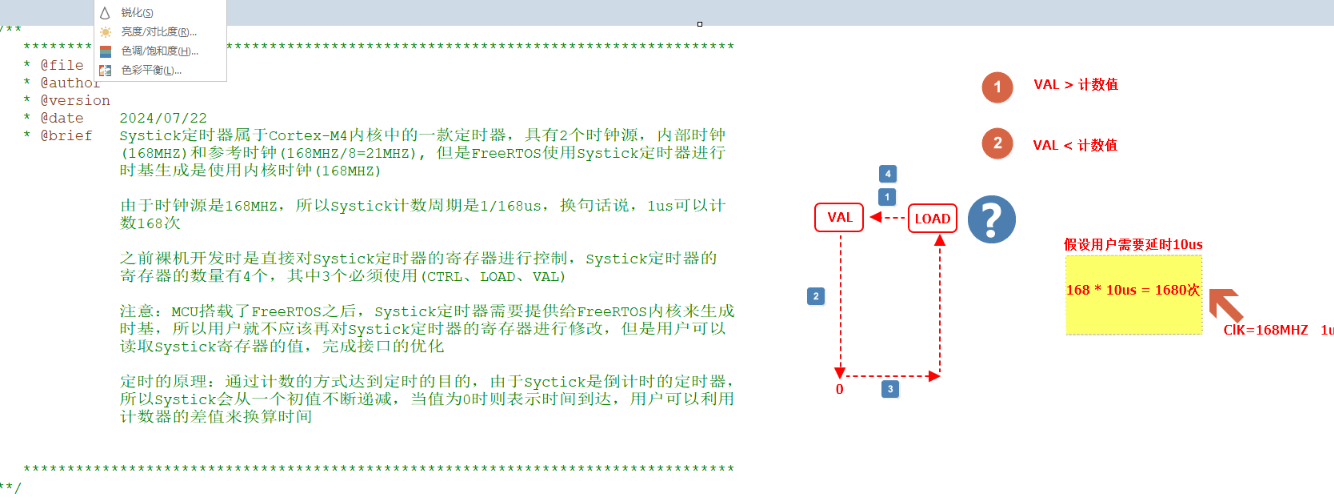 锐化(S)
亮度/对比度(R)...
色调/饱和度(H)...
色彩平衡(L)...
/**
********************************************************************************
* @file
* @author
* @version
* @date 2024/07/22
* @brief Systick定时器属于Cortex-M4内核中的一款定时器，具有2个时钟源，内部时钟
(168MHZ)和参考时钟(168MHZ/8=21MHZ)，但是FreeRTOS使用Systick定时器进行
时基生成是使用内核时钟(168MHZ)
由于时钟源是168MHZ，所以Systick计数周期是1/168us，换句话说，1us可以计
数168次
之前裸机开发时是直接对Systick定时器的寄存器进行控制，Systick定时器的
寄存器的数量有4个，其中3个必须使用(CTRL、LOAD、VAL)
注意：MCU搭载了FreeRTOS之后，Systick定时器需要提供给FreeRTOS内核来生成
时基，所以用户就不应该再对Systick定时器的寄存器进行修改，但是用户可以
读取Systick寄存器的值，完成接口的优化
定时的原理：通过计数的方式达到定时的目的，由于Syctick是倒计时的定时器，
所以Systick会从一个初值不断递减，当值为0时则表示时间到达，用户可以利用
计数器的差值来换算时间
********************************************************************************
**/
1 VAL > 计数值
2 VAL < 计数值
4
1
VAL
LOAD
?
2
0
3
假设用户需要延时10us
168 * 10us = 1680次
ClK=168MHZ 1u